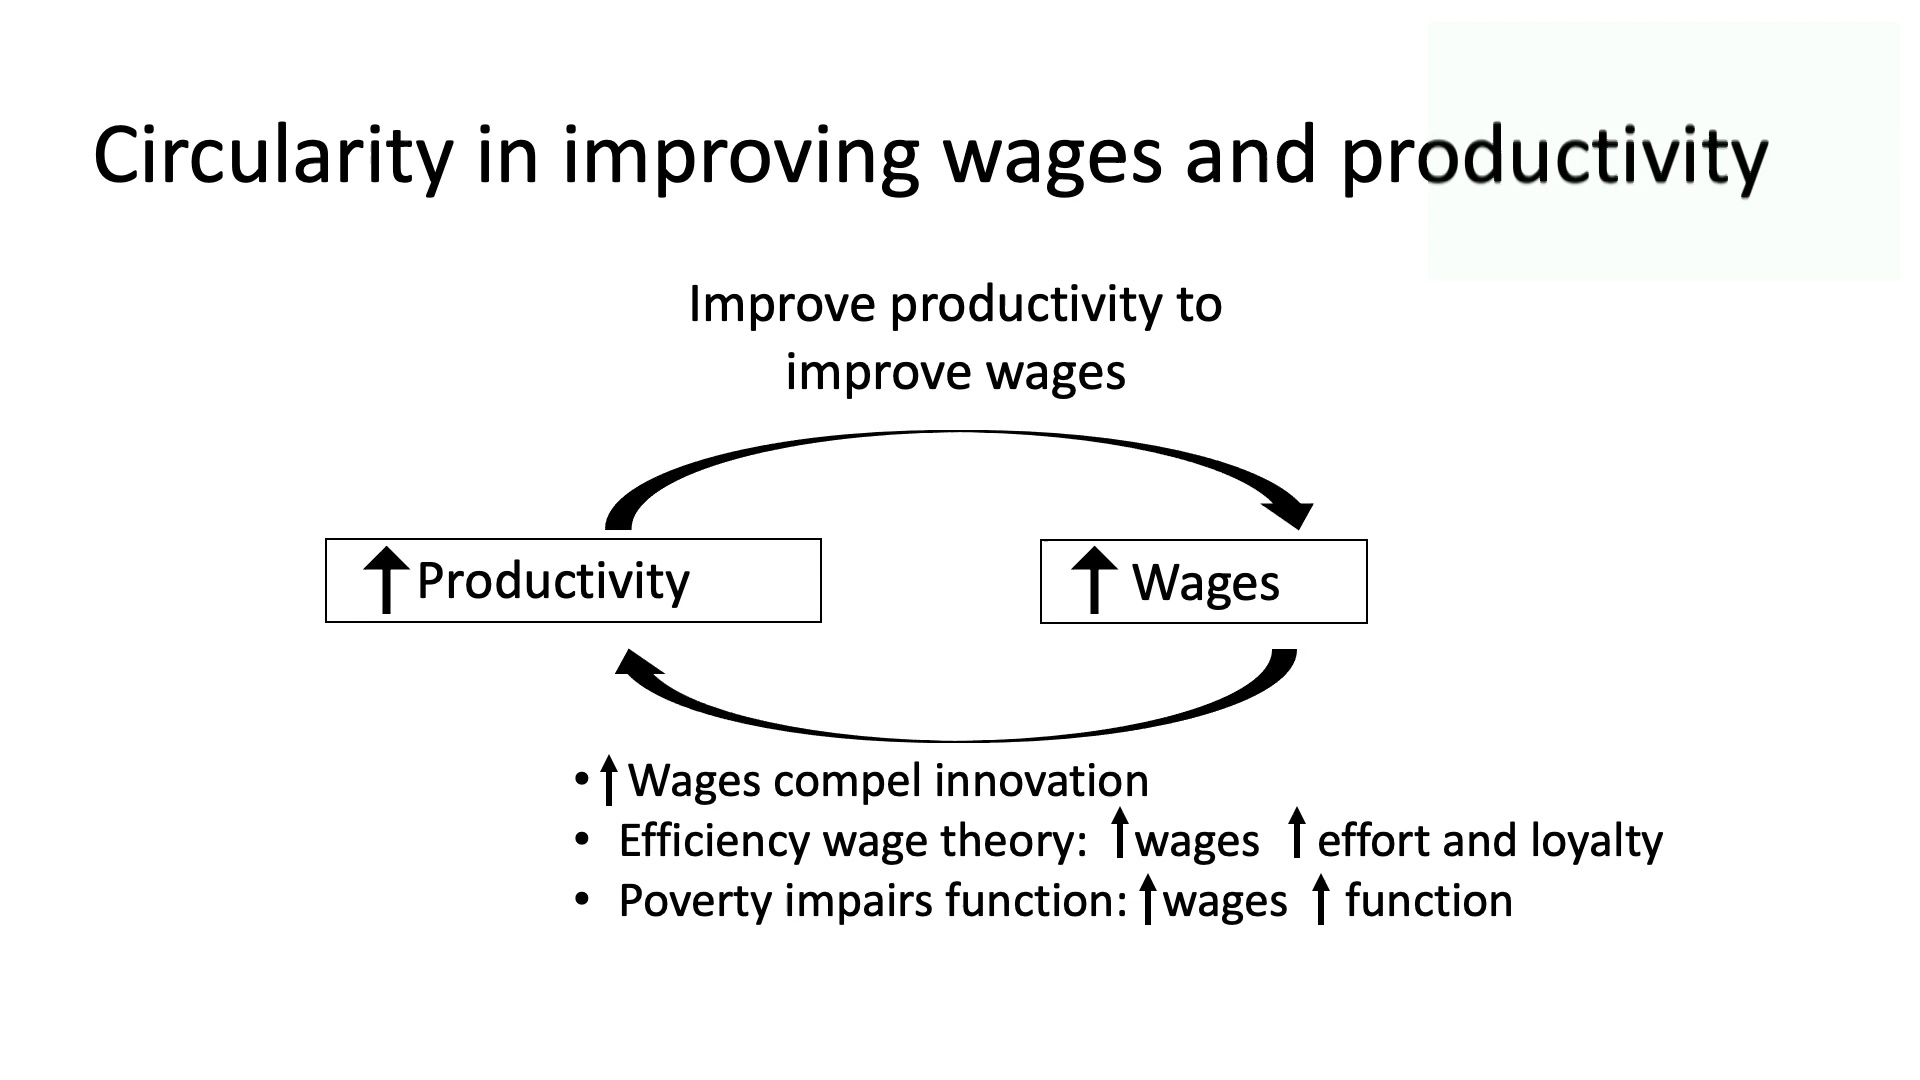 Circularity in improving wages and productivity
Improve productivity to
improve wages
↑ Productivity
↑ Wages
• ↑ Wages compel innovation
• Efficiency wage theory: ↑ wages ↑ effort and loyalty
• Poverty impairs function: ↑ wages ↑ function